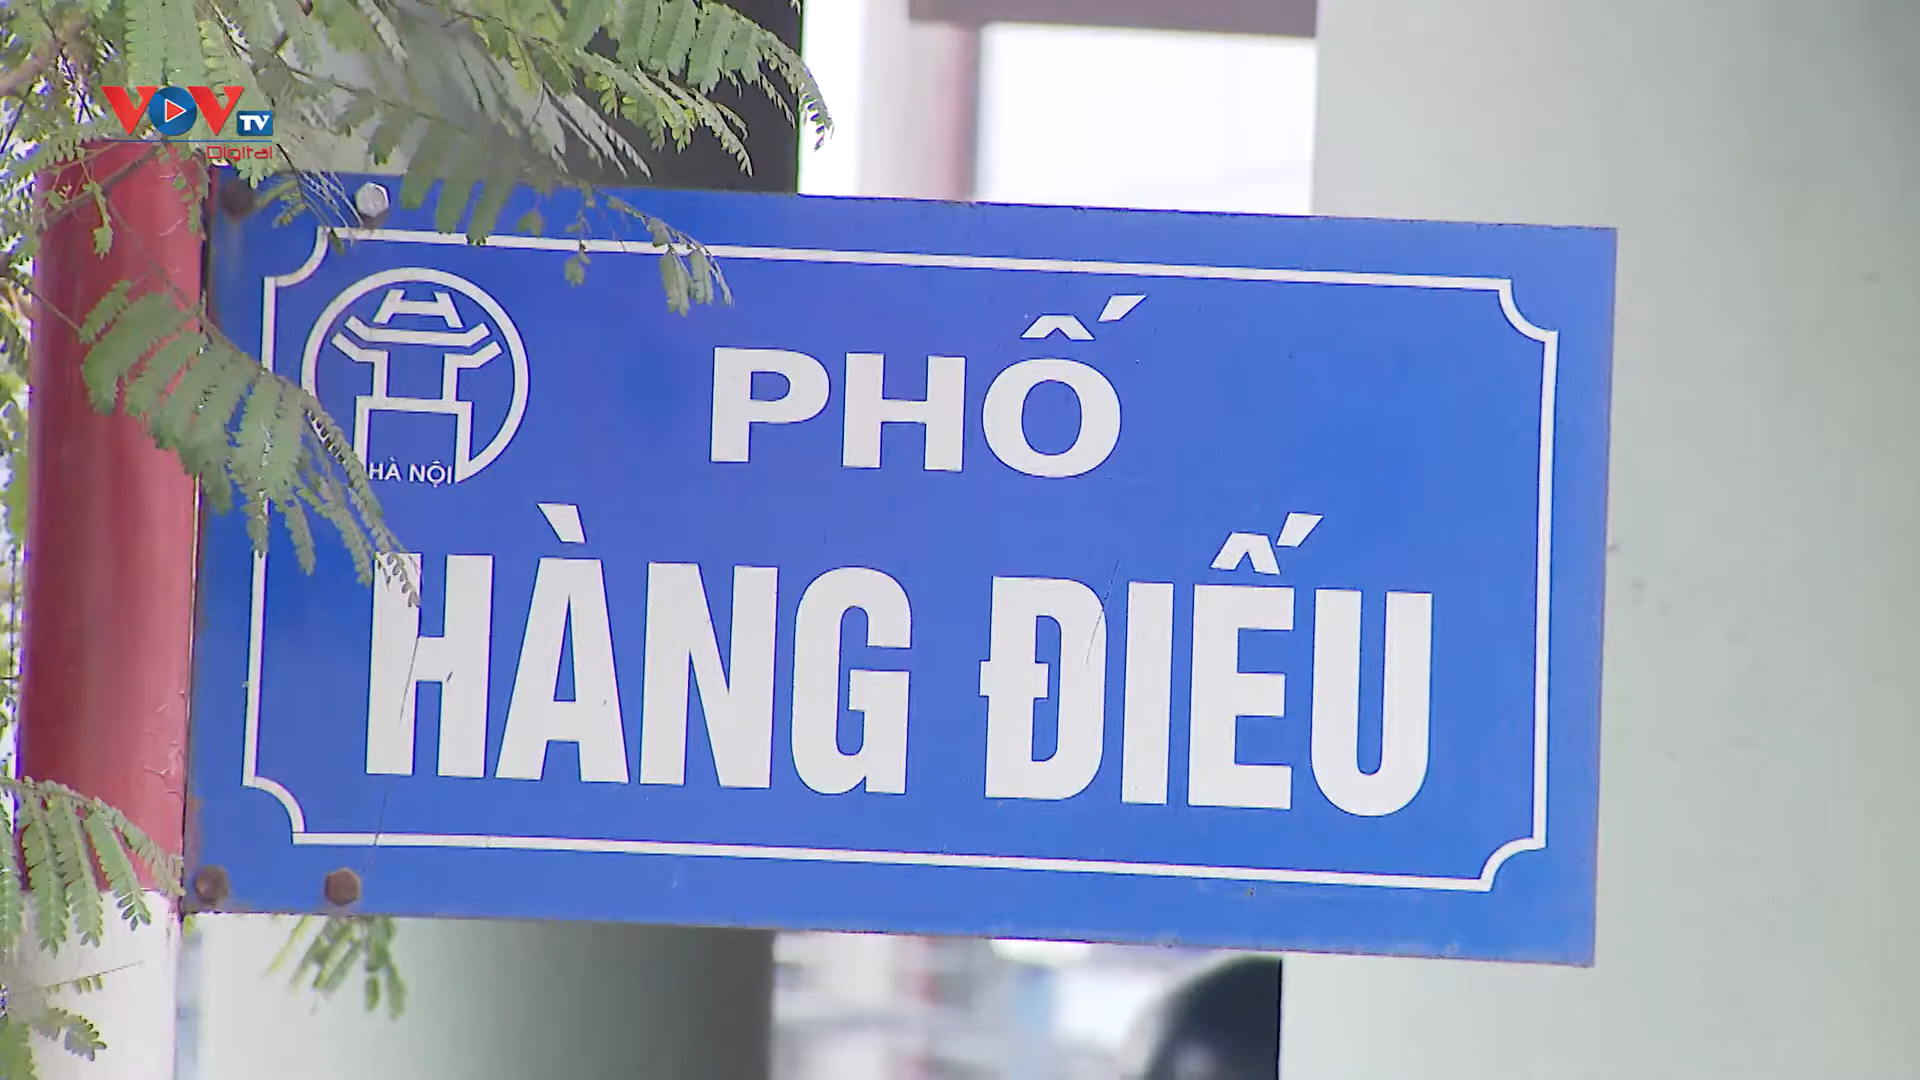 VOV TV
Digital
HÀ NỘI
PHỐ
HÀNG ĐIẾU